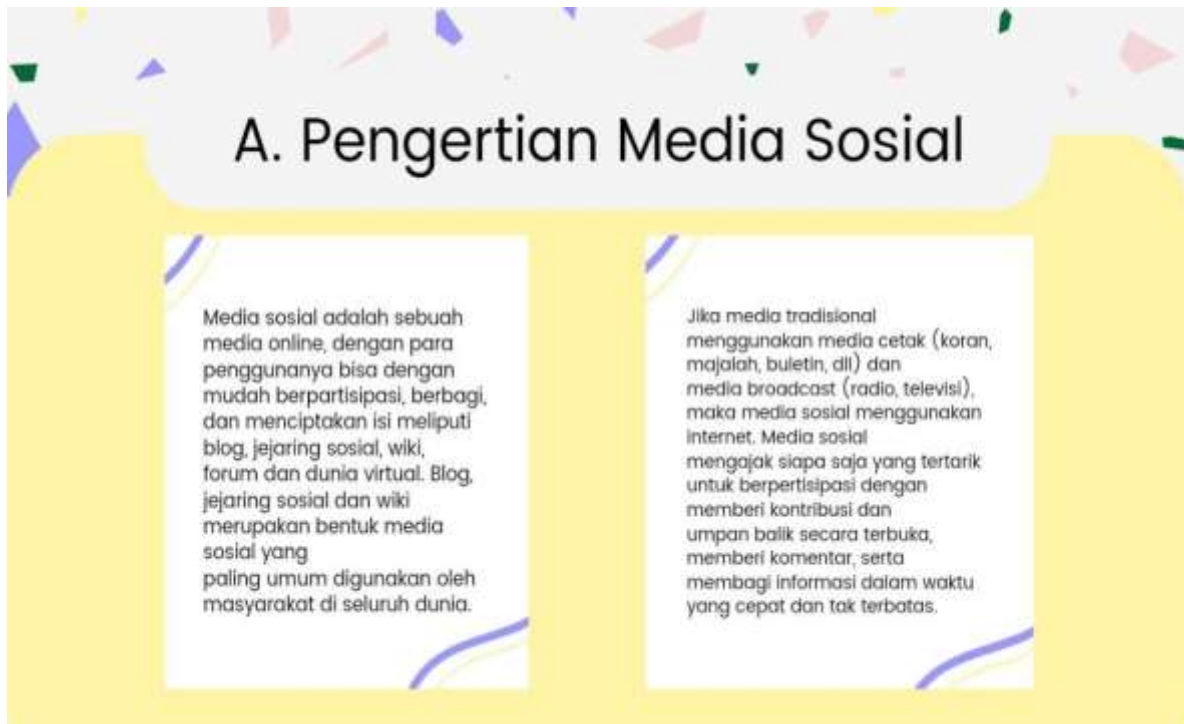 A. Pengertian Media Sosial
Media sosial adalah sebuah
media online, dengan para
penggunanya bisa dengan
mudah berpartisipasi, berbagi,
dan menciptakan isi meliputi
blog, jejaring sosial, wiki,
forum dan dunia virtual. Blog,
jejaring sosial dan wiki
merupakan bentuk media
sosial yang
paling umum digunakan oleh
masyarakat di seluruh dunia.
Jika media tradisional
menggunakan media cetak (koran,
majalah, buletin, dll) dan
media broadcast (radio, televisi),
maka media sosial menggunakan
internet. Media sosial
mengajak siapa saja yang tertarik
untuk berpertisipasi dengan
memberi kontribusi dan
umpan balik secara terbuka,
memberi komentar, serta
membagi informasi dalam waktu
yang cepat dan tak terbatas.